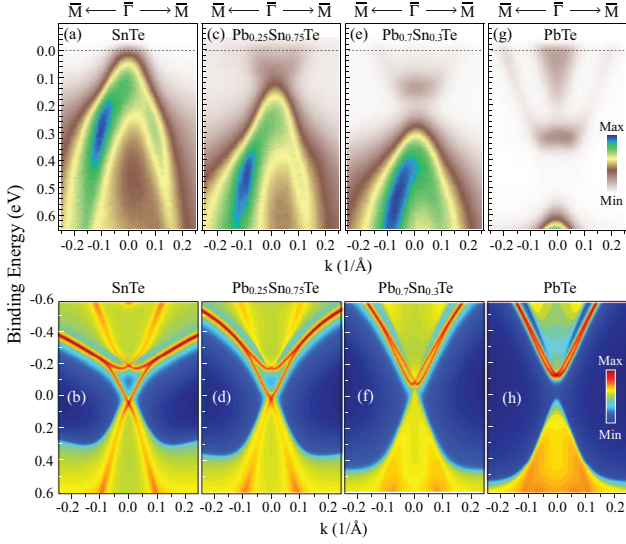 M̅ ← Γ̅ → M̅ M̅ ← Γ̅ → M̅ M̅ ← Γ̅ → M̅ M̅ ← Γ̅ → M̅
(a) SnTe (c) Pb0.25Sn0.75Te (e) Pb0.7Sn0.3Te (g) PbTe
0.0
0.1
0.2
0.3
0.4
0.5
0.6
Max
Min
-0.2 -0.1 0.0 0.1 0.2 -0.2 -0.1 0.0 0.1 0.2 -0.2 -0.1 0.0 0.1 0.2 -0.2 -0.1 0.0 0.1 0.2
k (1/Å) k (1/Å)
Binding Energy (eV)
SnTe Pb0.25Sn0.75Te Pb0.7Sn0.3Te PbTe
-0.6
-0.4
-0.2
0.0
0.2
0.4
0.6
(b) (d) (f) (h)
Max
Min
-0.2 -0.1 0.0 0.1 0.2 -0.2 -0.1 0.0 0.1 0.2 -0.2 -0.1 0.0 0.1 0.2 -0.2 -0.1 0.0 0.1 0.2
k (1/Å) k (1/Å)